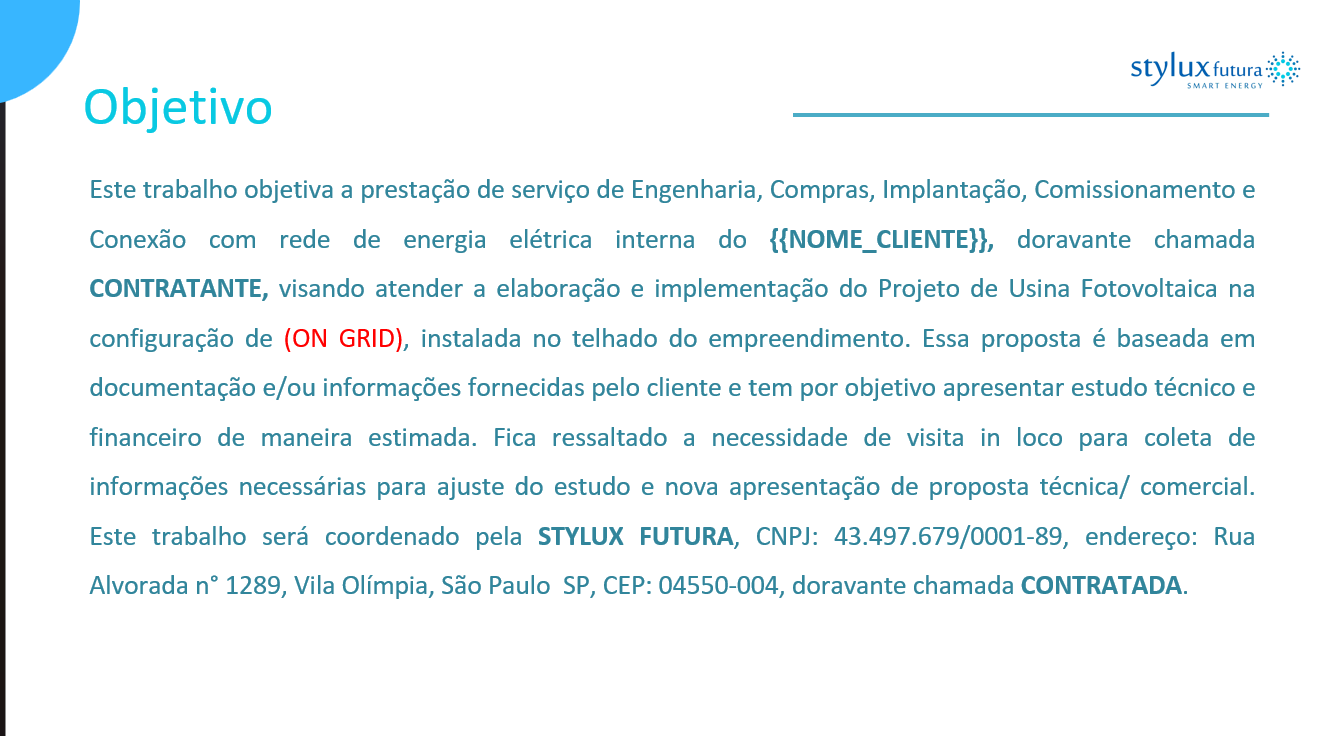 stylux futura
SMART ENERGY
Objetivo
Este trabalho objetiva a prestação de serviço de Engenharia, Compras, Implantação, Comissionamento e
Conexão com rede de energia elétrica interna do {{NOME_CLIENTE}}, doravante chamada
CONTRATANTE, visando atender a elaboração e implementação do Projeto de Usina Fotovoltaica na
configuração de (ON GRID), instalada no telhado do empreendimento. Essa proposta é baseada em
documentação e/ou informações fornecidas pelo cliente e tem por objetivo apresentar estudo técnico e
financeiro de maneira estimada. Fica ressaltado a necessidade de visita in loco para coleta de
informações necessárias para ajuste do estudo e nova apresentação de proposta técnica/ comercial.
Este trabalho será coordenado pela STYLUX FUTURA, CNPJ: 43.497.679/0001-89, endereço: Rua
Alvorada n° 1289, Vila Olímpia, São Paulo  SP, CEP: 04550-004, doravante chamada CONTRATADA.